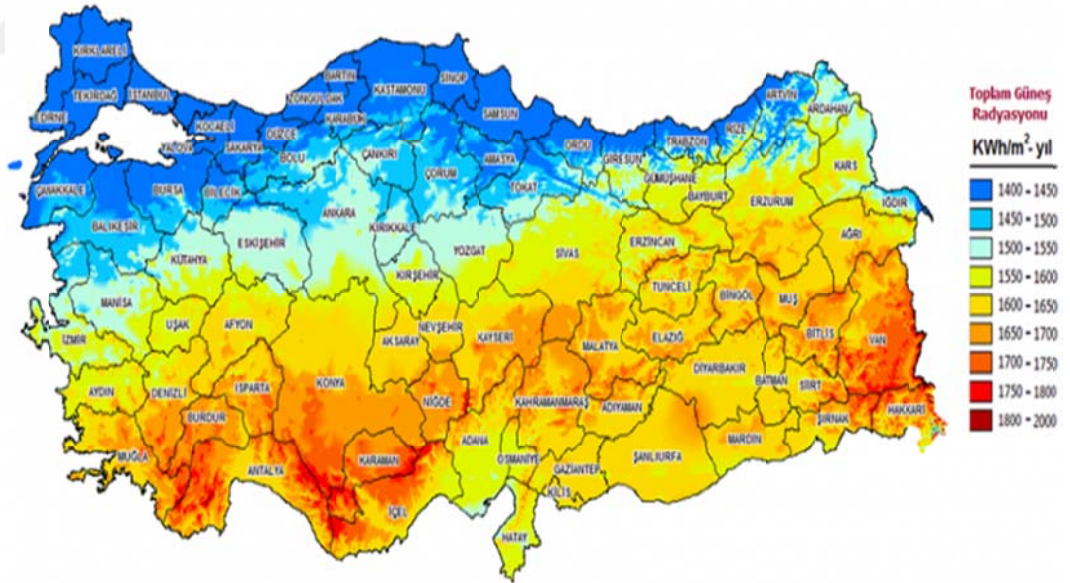 KIRKLARELİ
TEKİRDAĞ
İSTANBUL
EDİRNE
KOCAELİ
YALOVA
SAKARYA
DÜZCE
ZONGULDAK
BARTIN
KARABÜK
KASTAMONU
SİNOP
SAMSUN
BOLU
ÇANKIRI
ÇORUM
AMASYA
TOKAT
ORDU
GİRESUN
TRABZON
RİZE
ARTVİN
ARDAHAN
KARS
GÜMÜŞHANE
BAYBURT
ERZURUM
IĞDIR
AĞRI
ÇANAKKALE
BALIKEŞİR
BURSA
BİLECİK
ESKİŞEHİR
ANKARA
KIRIKKALE
YOZGAT
SİVAS
ERZİNCAN
TUNCELİ
BİNGÖL
MUŞ
BİTLİS
VAN
KÜTAHYA
MANİSA
İZMİR
UŞAK
AFYON
KIRŞEHİR
NEVŞEHİR
AKSARAY
KAYSERİ
MALATYA
ELAZIĞ
DİYARBAKIR
BATMAN
SİİRT
ŞIRNAK
HAKKARİ
AYDIN
DENİZLİ
ISPARTA
BURDUR
KONYA
NİĞDE
KAHRAMANMARAŞ
ADIYAMAN
MARDİN
ŞANLIURFA
MUĞLA
ANTALYA
KARAMAN
İÇEL
ADANA
OSMANİYE
GAZİANTEP
KİLİS
HATAY
Toplam Güneş
Radyasyonu
KWh/m²- yıl
1400 - 1450
1450 - 1500
1500 - 1550
1550 - 1600
1600 - 1650
1650 - 1700
1700 - 1750
1750 - 1800
1800 - 2000